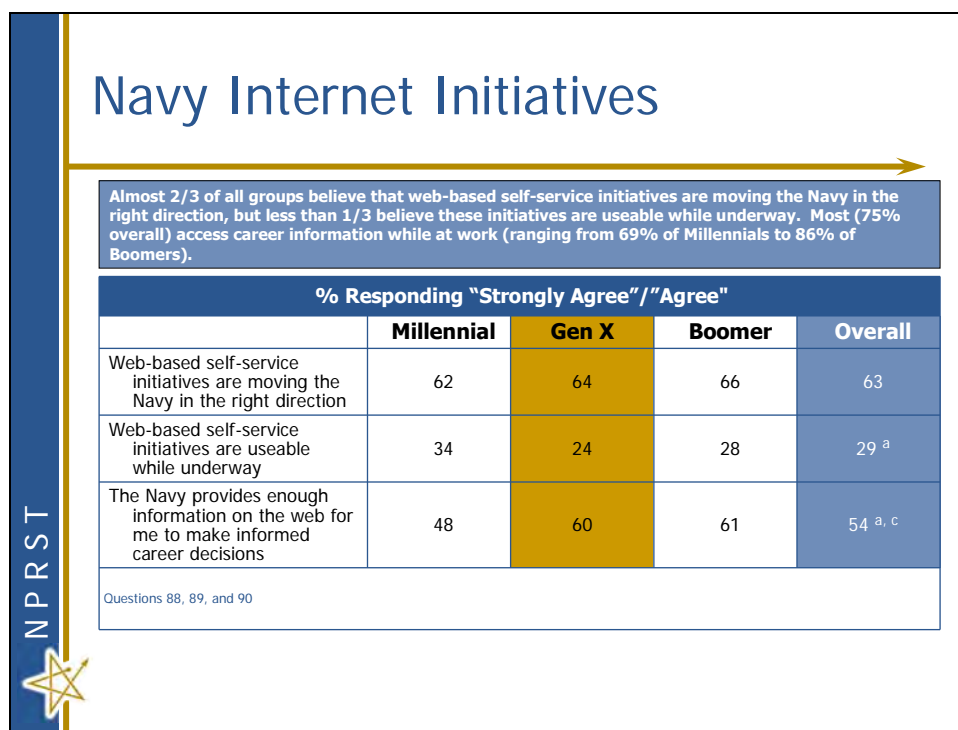 Navy Internet Initiatives
Almost 2/3 of all groups believe that web-based self-service initiatives are moving the Navy in the
right direction, but less than 1/3 believe these initiatives are useable while underway.  Most (75%
overall) access career information while at work (ranging from 69% of Millennials to 86% of
Boomers).
% Responding “Strongly Agree”/”Agree"
Millennial Gen X Boomer Overall
Web-based self-service
initiatives are moving the
Navy in the right direction
62 64 66 63
Web-based self-service
initiatives are useable
while underway
34 24 28 29 a
The Navy provides enough
information on the web for
me to make informed
career decisions
48 60 61 54 a, c
Questions 88, 89, and 90
NPRST